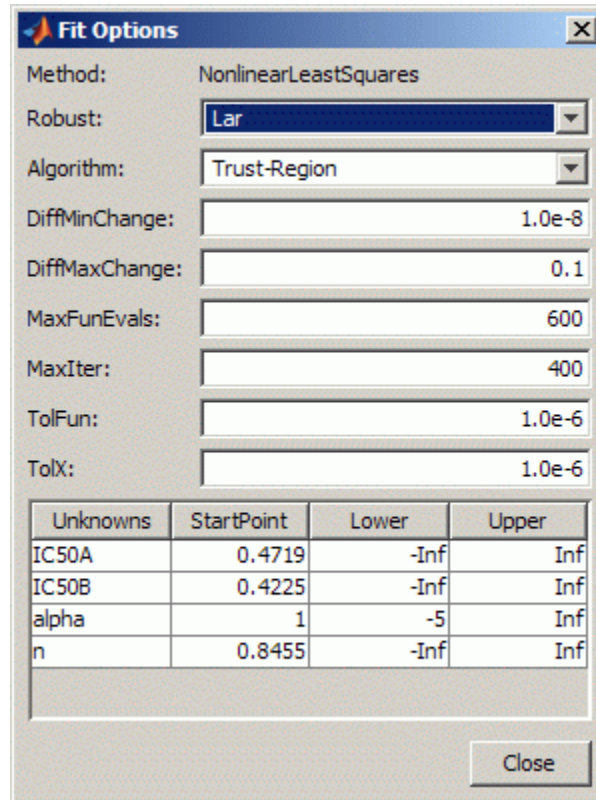 Fit Options
Method: NonlinearLeastSquares
Robust: Lar
Algorithm: Trust-Region
DiffMinChange: 1.0e-8
DiffMaxChange: 0.1
MaxFunEvals: 600
MaxIter: 400
TolFun: 1.0e-6
TolX: 1.0e-6
Unknowns StartPoint Lower Upper
IC50A 0.4719 -Inf Inf
IC50B 0.4225 -Inf Inf
alpha 1 -5 Inf
n 0.8455 -Inf Inf
Close